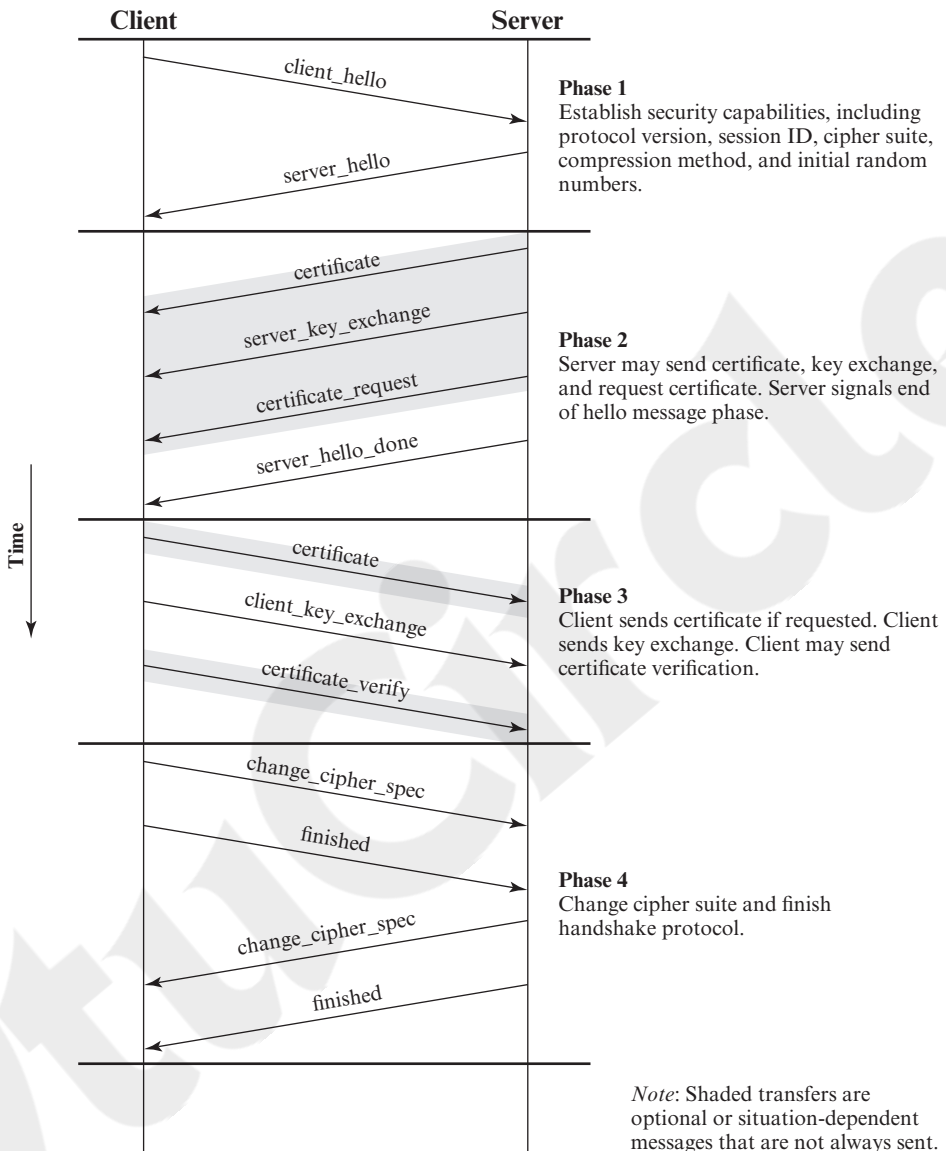 Client
Server
client_hello
server_hello
Phase 1
Establish security capabilities, including
protocol version, session ID, cipher suite,
compression method, and initial random
numbers.
certificate
server_key_exchange
certificate_request
server_hello_done
Phase 2
Server may send certificate, key exchange,
and request certificate. Server signals end
of hello message phase.
Time
certificate
client_key_exchange
certificate_verify
Phase 3
Client sends certificate if requested. Client
sends key exchange. Client may send
certificate verification.
change_cipher_spec
finished
change_cipher_spec
finished
Phase 4
Change cipher suite and finish
handshake protocol.
Note: Shaded transfers are
optional or situation-dependent
messages that are not always sent.